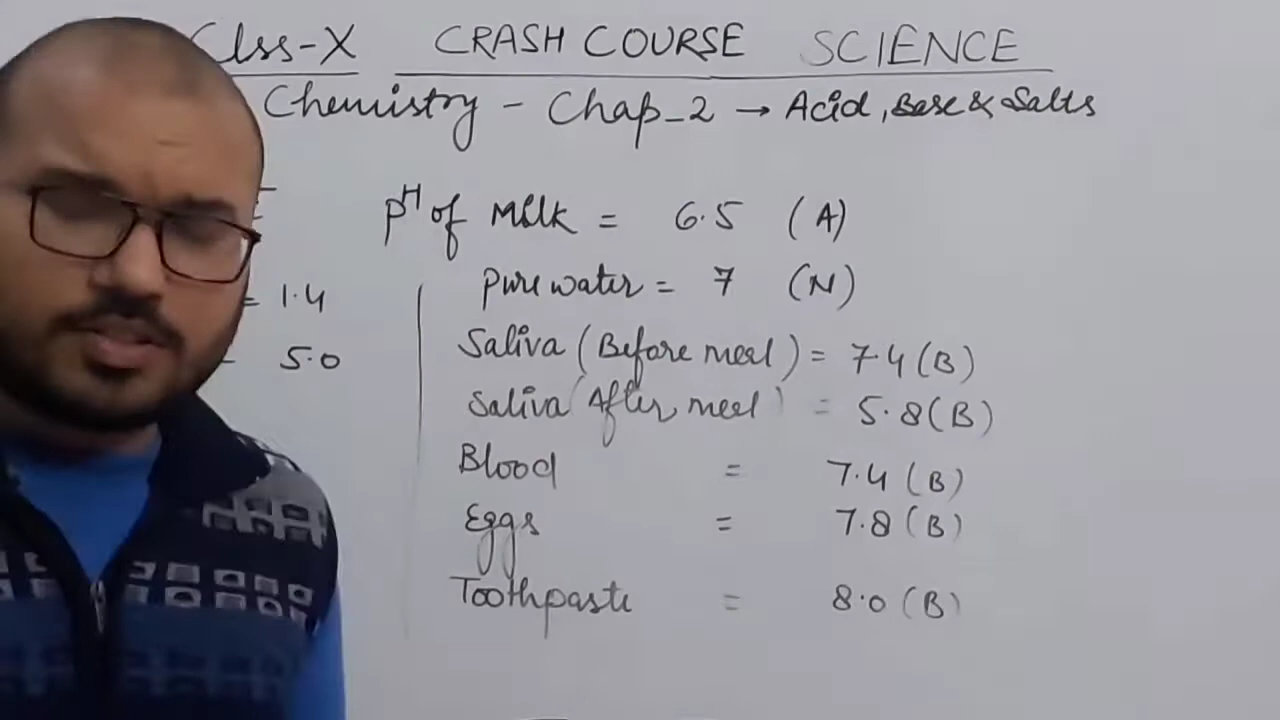 Clss-X CRASH COURSE SCIENCE
Chemistry - Chap-2 → Acid, Base & Salts
pH of Milk = 6.5 (A)
pure water = 7 (N)
= 1.4
Saliva (Before meal) = 7.4 (B)
= 5.0
Saliva (After meel) = 5.8 (B)
Blood = 7.4 (B)
Eggs = 7.8 (B)
Toothpaste = 8.0 (B)